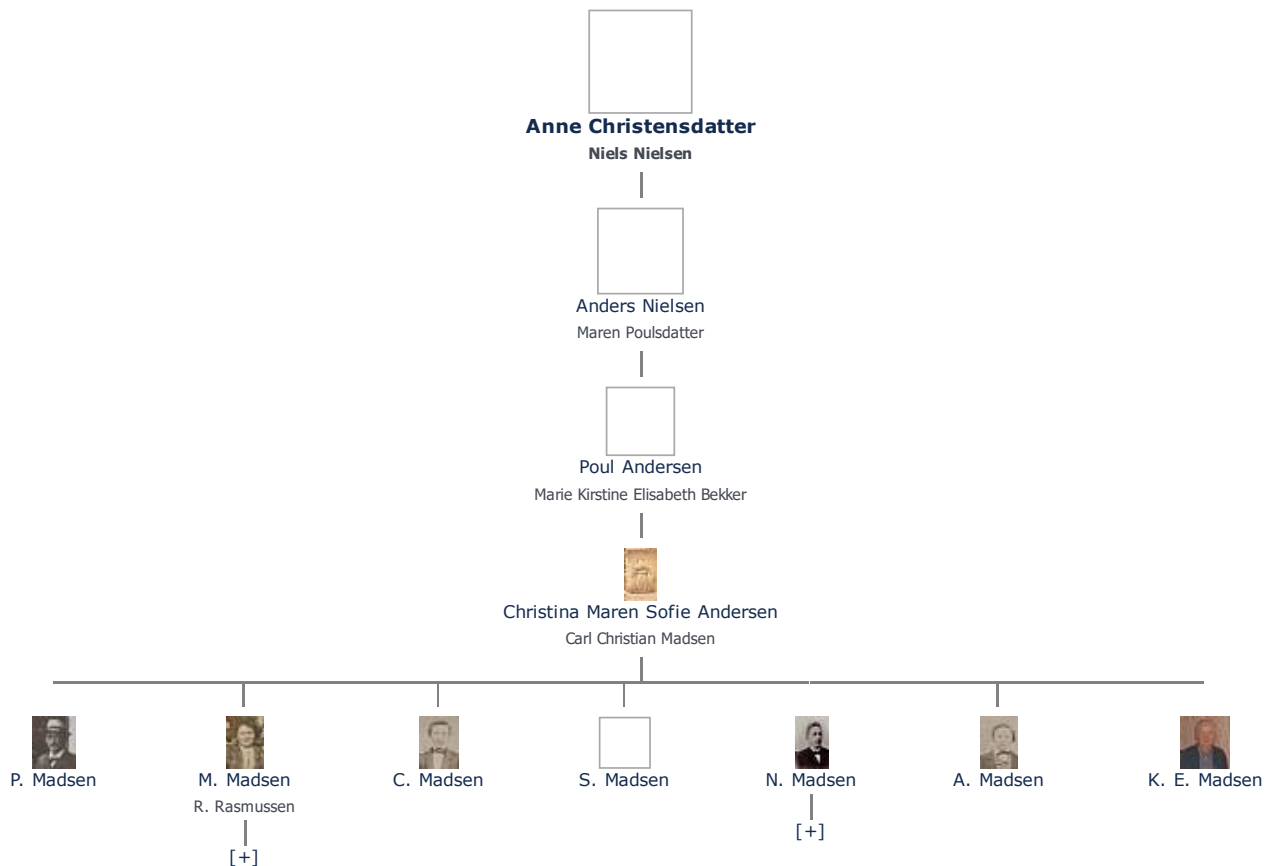 Anne Christensdatter
Niels Nielsen
Anders Nielsen
Maren Poulsdatter
Poul Andersen
Marie Kirstine Elisabeth Bekker
Christina Maren Sofie Andersen
Carl Christian Madsen
P. Madsen
M. Madsen
C. Madsen
S. Madsen
N. Madsen
A. Madsen
K. E. Madsen
R. Rasmussen
[+]
[+]